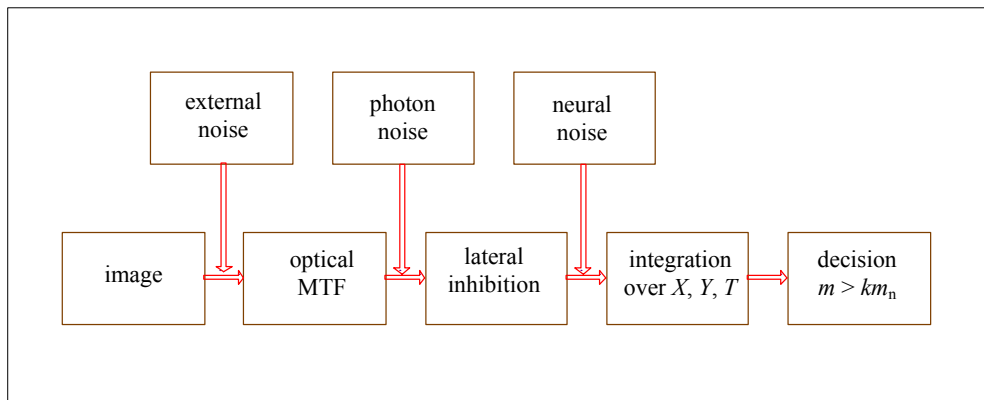 external
noise
photon
noise
neural
noise
image
optical
MTF
lateral
inhibition
integration
over X, Y, T
decision
m > kmₙ